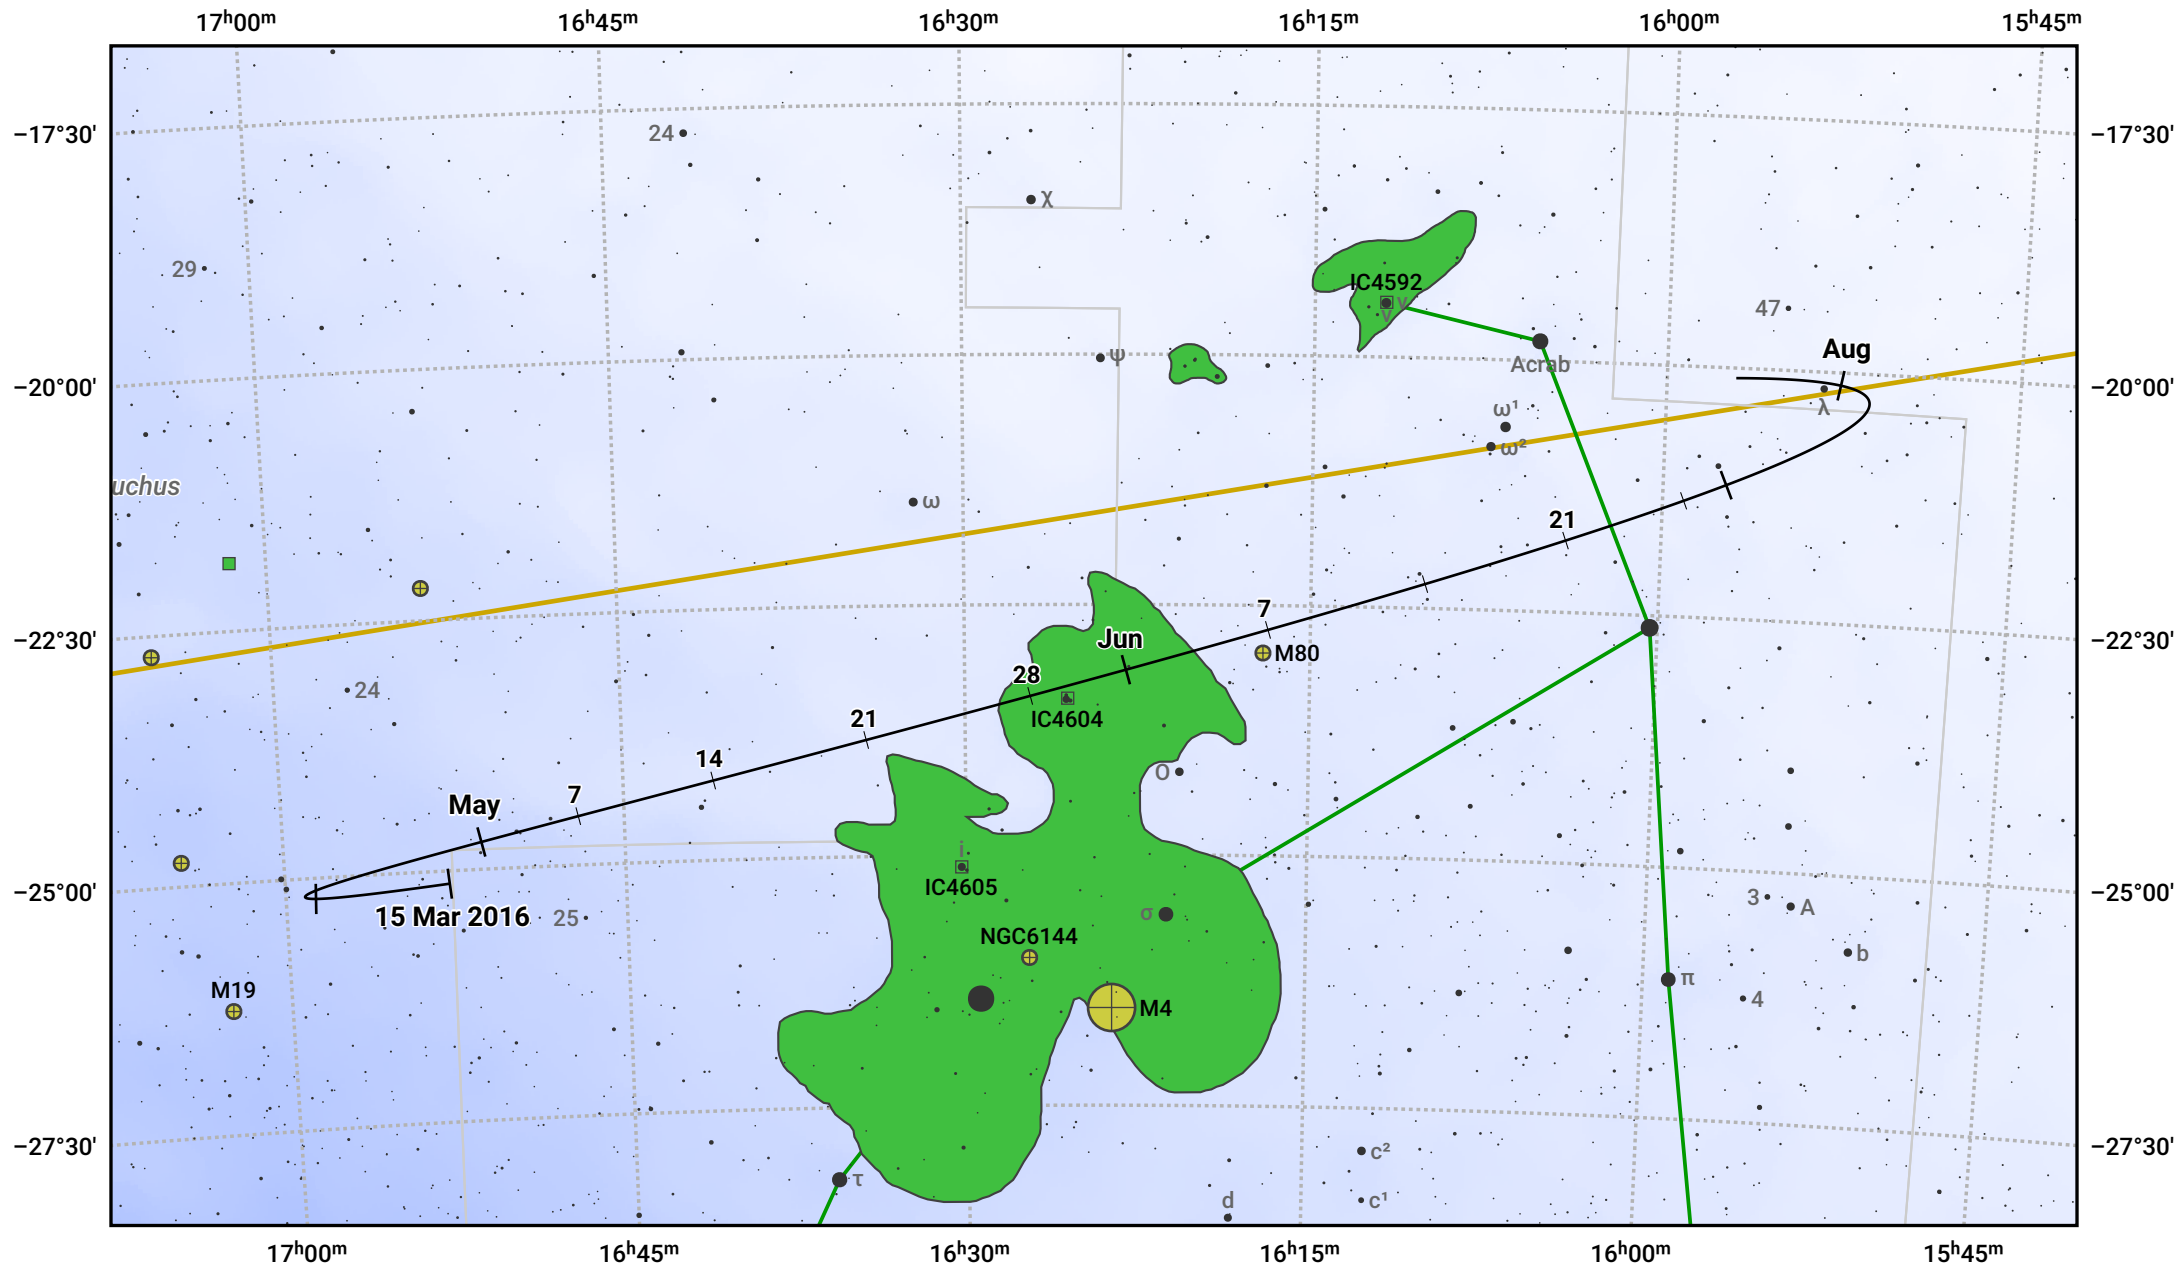 17ʰ00ᵐ 16ʰ45ᵐ 16ʰ30ᵐ 16ʰ15ᵐ 16ʰ00ᵐ 15ʰ45ᵐ
−17°30' 24 −17°30'
χ
29
IC4592
ν
ν
47
Aug
ψ
Acrab
−20°00' −20°00'
λ
ω¹
ω²
uchus
ω
21
7
−22°30' Jun −22°30'
M80
28
24
IC4604
21
14
O
7
May
i
IC4605
−25°00' −25°00'
3 A
15 Mar 2016 25 σ
NGC6144
b
π
M19
4
M4
−27°30' −27°30'
c²
τ
d c¹
17ʰ00ᵐ 16ʰ45ᵐ 16ʰ30ᵐ 16ʰ15ᵐ 16ʰ00ᵐ 15ʰ45ᵐ